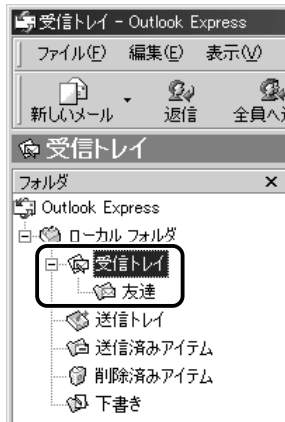 受信トレイ - Outlook Express
ファイル(F) 編集(E) 表示(V)
新しいメール 返信 全員へ
受信トレイ
フォルダ ×
Outlook Express
ローカル フォルダ
受信トレイ
友達
送信トレイ
送信済みアイテム
削除済みアイテム
下書き